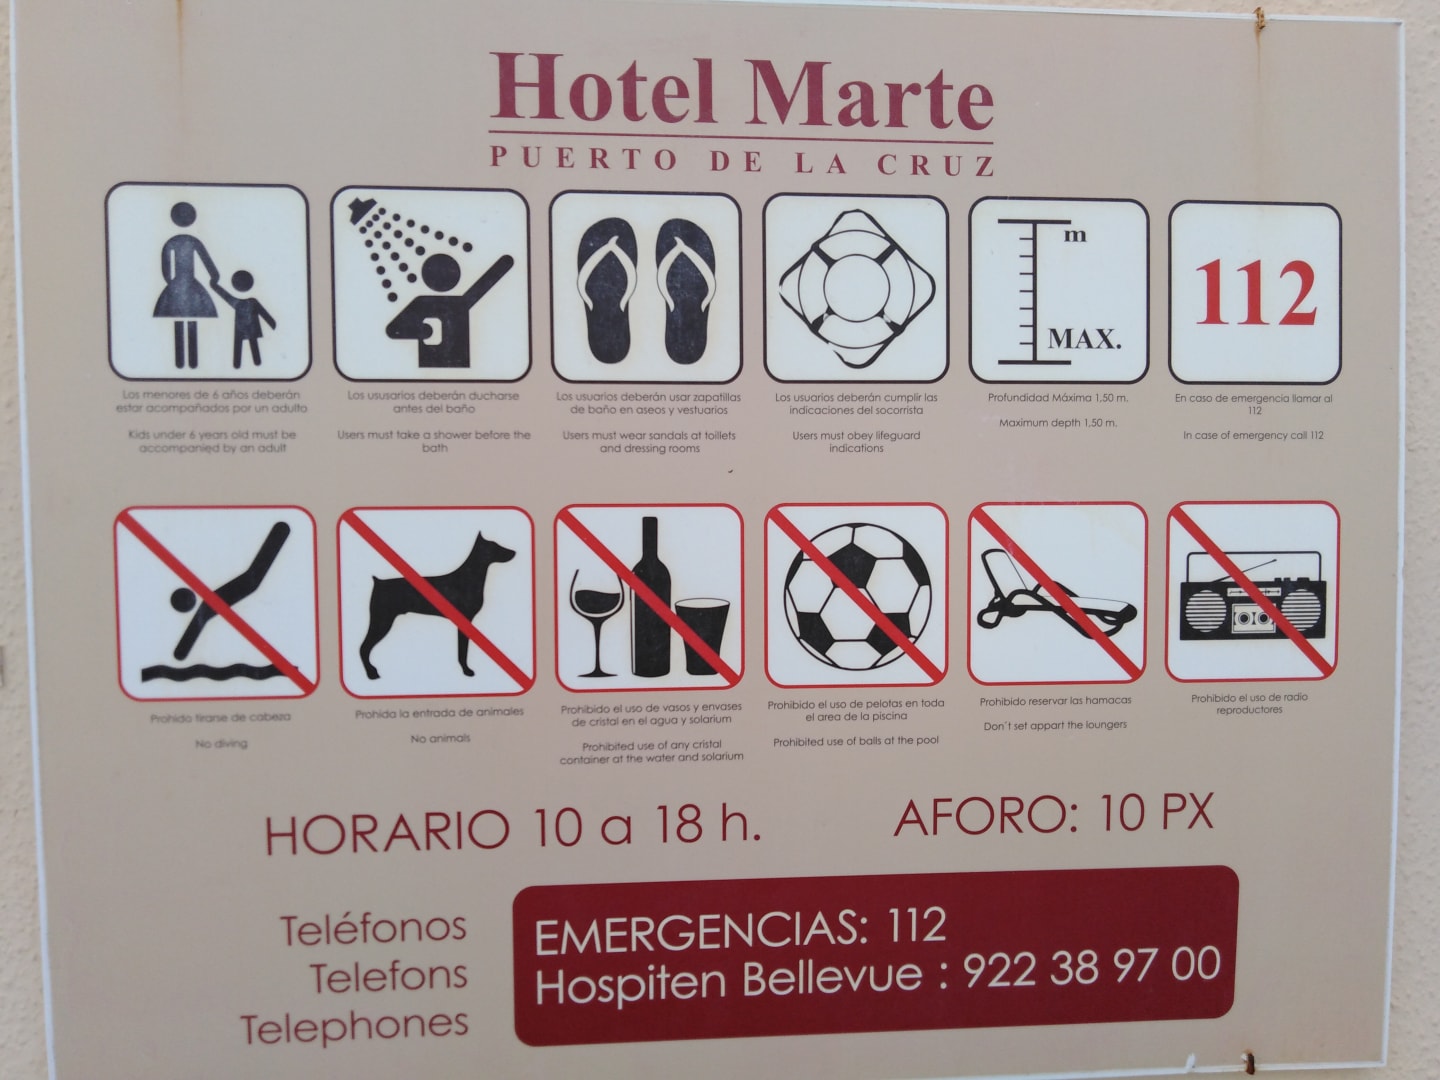 Hotel Marte
PUERTO DE LA CRUZ
m
MAX.
112
Los menores de 6 años deberán
estar acompañados por un adulto
Kids under 6 years old must be
accompanied by an adult
Los ususarios deberán ducharse
antes del baño
Users must take a shower before the
bath
Los usuarios deberán usar zapatillas
de baño en aseos y vestuarios
Users must wear sandals at toillets
and dressing rooms
Los usuarios deberán cumplir las
indicaciones del socorrista
Users must obey lifeguard
indications
Profundidad Máxima 1,50 m.
Maximum depth 1,50 m.
En caso de emergencia llamar al
112
In case of emergency call 112
Prohido tirarse de cabeza
No diving
Prohida la entrada de animales
No animals
Prohibido el uso de vasos y envases
de cristal en el agua y solarium
Prohibited use of any cristal
container at the water and solarium
Prohibido el uso de pelotas en toda
el area de la piscina
Prohibited use of balls at the pool
Prohibido reservar las hamacas
Don´t set appart the loungers
Prohibido el uso de radio
reproductores
HORARIO 10 a 18 h.
AFORO: 10 PX
Teléfonos
Telefons
Telephones
EMERGENCIAS: 112
Hospiten Bellevue : 922 38 97 00